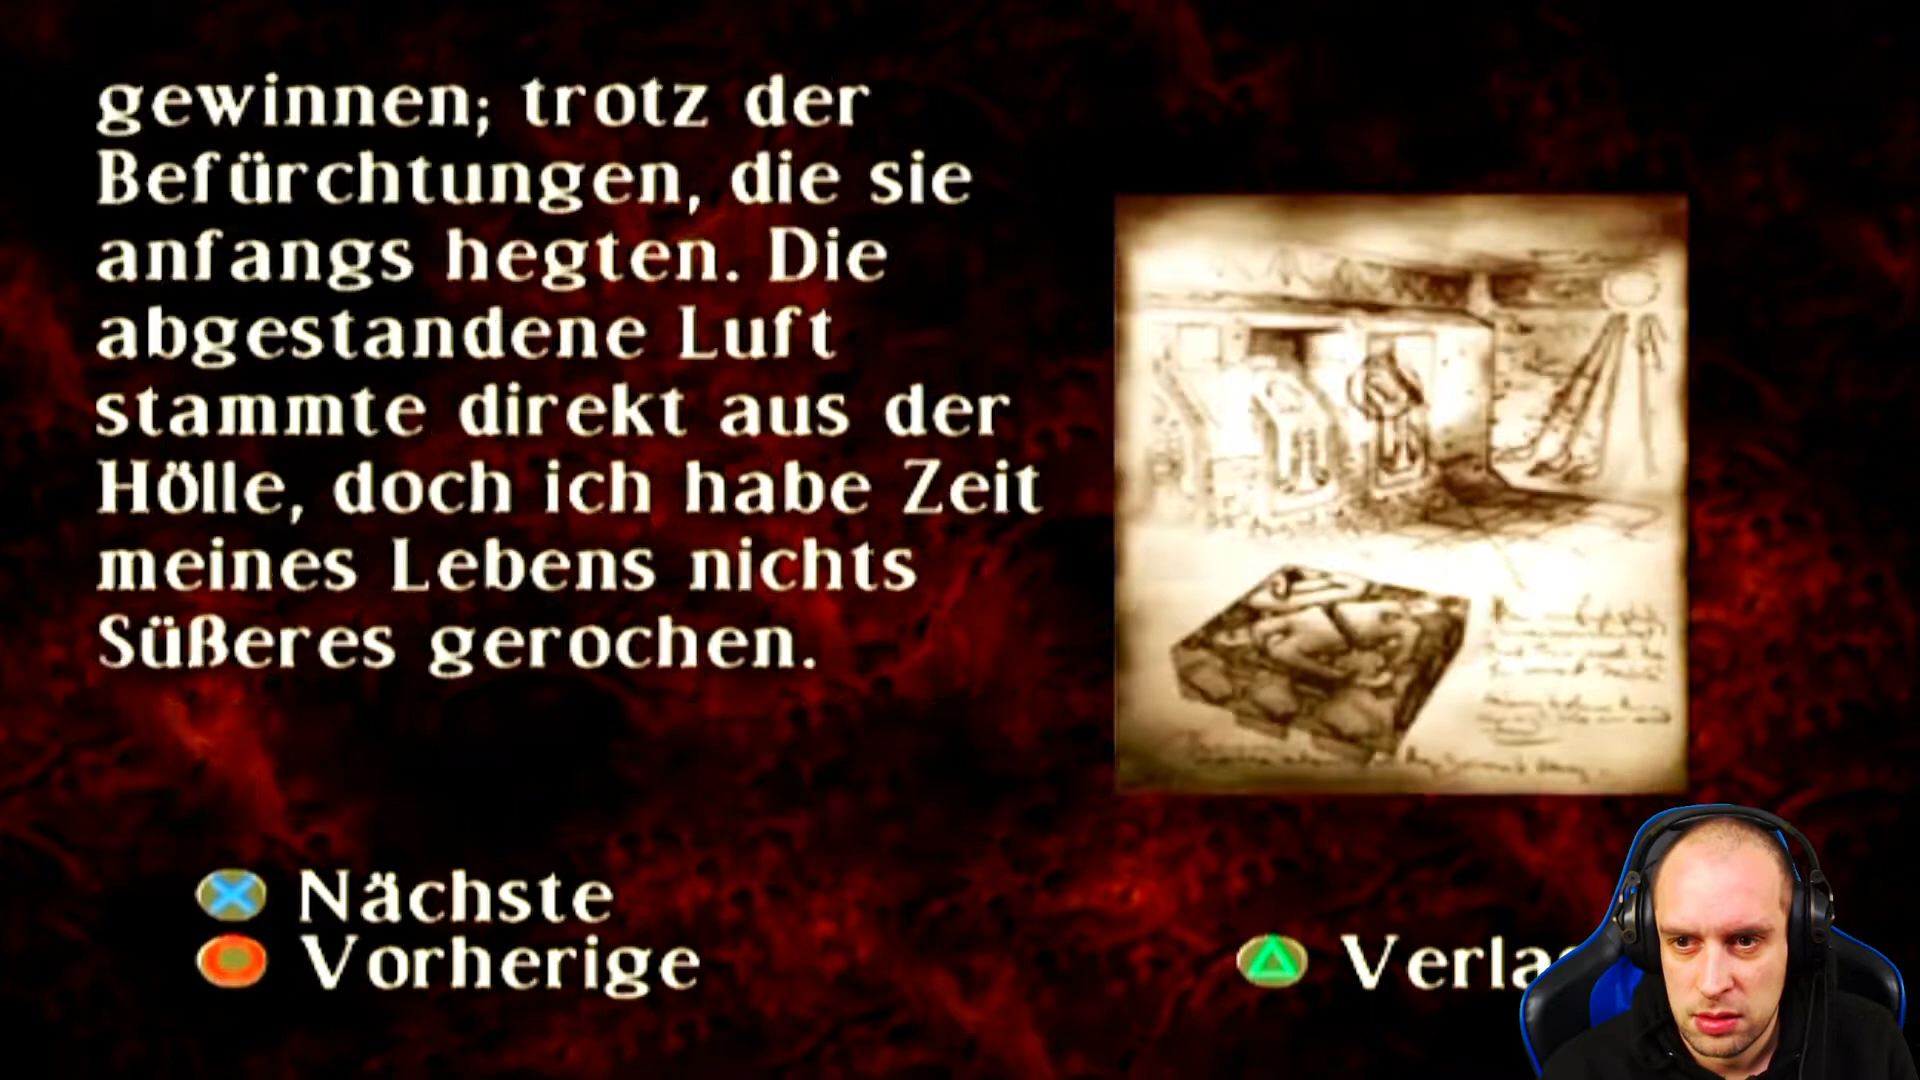 gewinnen; trotz der
Befürchtungen, die sie
anfangs hegten. Die
abgestandene Luft
stammte direkt aus der
Hölle, doch ich habe Zeit
meines Lebens nichts
Süßeres gerochen.
Nächste
Vorherige